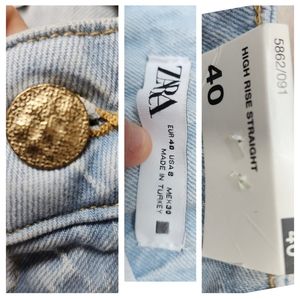 ZARA
EUR 40 USA 8 MEX 30
MADE IN
TURKEY
5862/091
HIGH RISE STRAIGHT
40
40